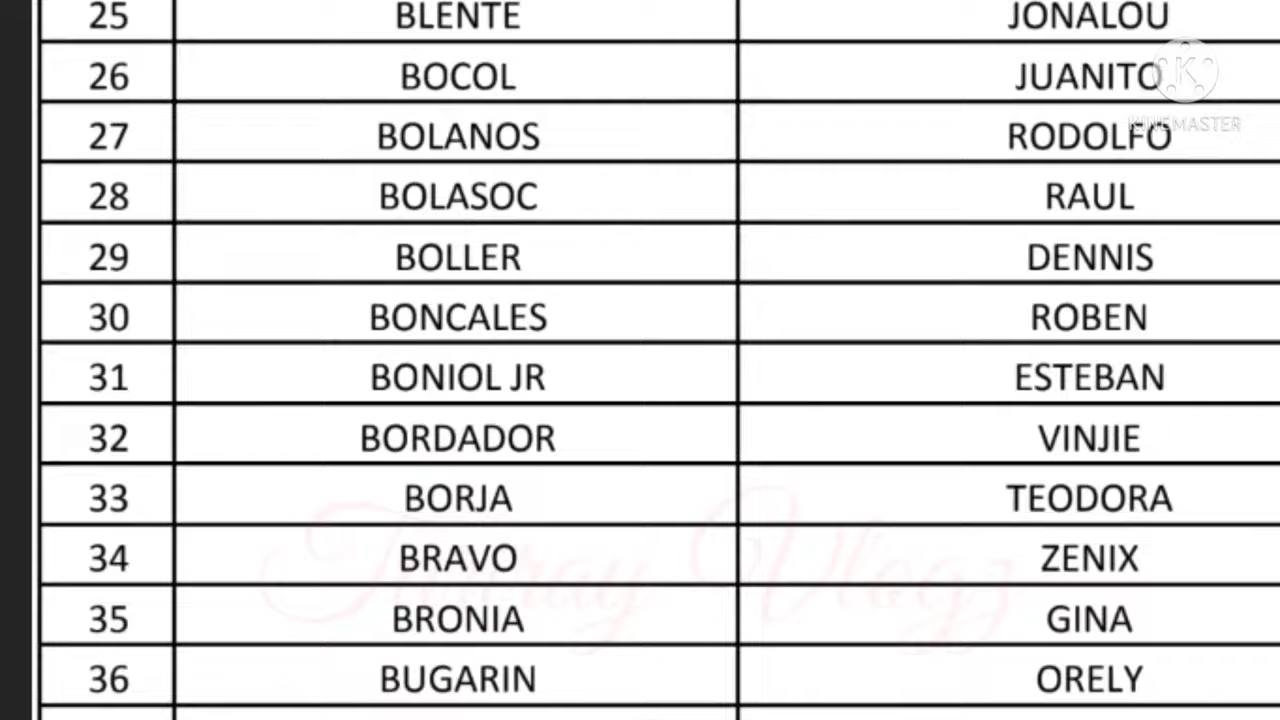 25 BLENTE JONALOU
26 BOCOL JUANITO
KINEMASTER
27 BOLANOS RODOLFO
28 BOLASOC RAUL
29 BOLLER DENNIS
30 BONCALES ROBEN
31 BONIOL JR ESTEBAN
32 BORDADOR VINJIE
33 BORJA TEODORA
34 BRAVO ZENIX
Vlogz
35 BRONIA GINA
36 BUGARIN ORELY